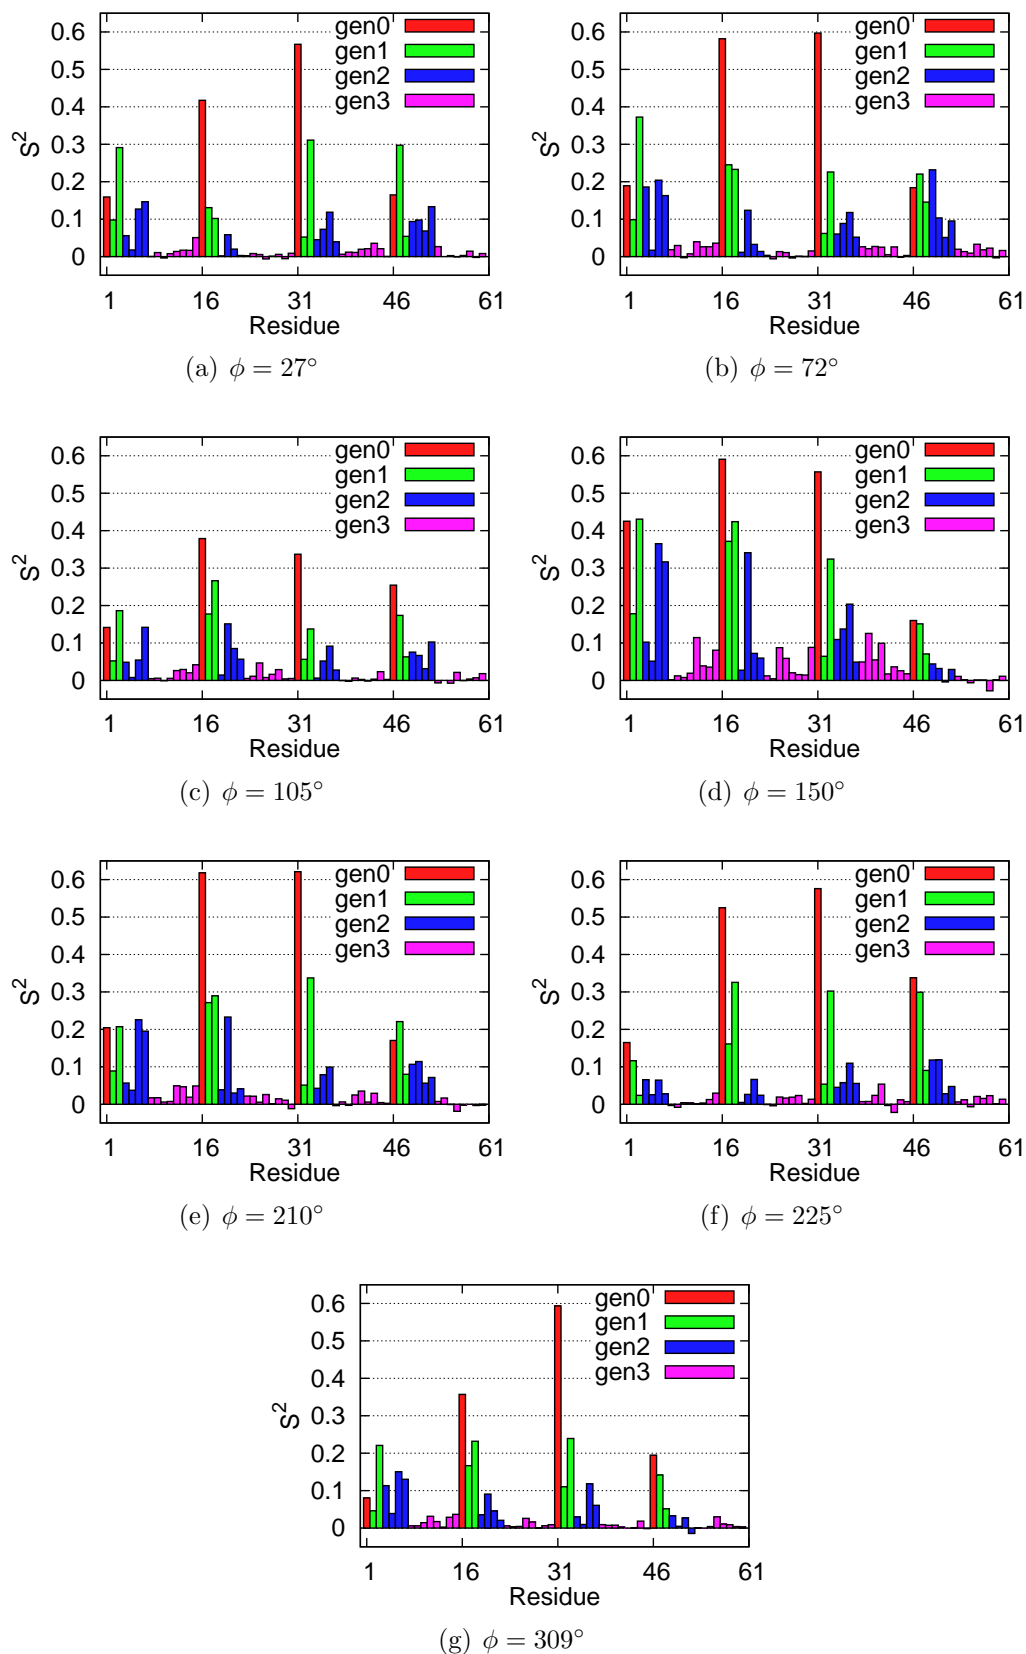 0.6 gen0
0.5 gen1
0.4 gen2
gen3
0.3
0.2
0.1
0
S²
1 16 31 46 61
Residue
(a) ϕ = 27°
0.6 gen0
0.5 gen1
0.4 gen2
gen3
0.3
0.2
0.1
0
S²
1 16 31 46 61
Residue
(b) ϕ = 72°
0.6 gen0
0.5 gen1
0.4 gen2
gen3
0.3
0.2
0.1
0
S²
1 16 31 46 61
Residue
(c) ϕ = 105°
0.6 gen0
0.5 gen1
0.4 gen2
gen3
0.3
0.2
0.1
0
S²
1 16 31 46 61
Residue
(d) ϕ = 150°
0.6 gen0
0.5 gen1
0.4 gen2
gen3
0.3
0.2
0.1
0
S²
1 16 31 46 61
Residue
(e) ϕ = 210°
0.6 gen0
0.5 gen1
0.4 gen2
gen3
0.3
0.2
0.1
0
S²
1 16 31 46 61
Residue
(f) ϕ = 225°
0.6 gen0
0.5 gen1
0.4 gen2
gen3
0.3
0.2
0.1
0
S²
1 16 31 46 61
Residue
(g) ϕ = 309°